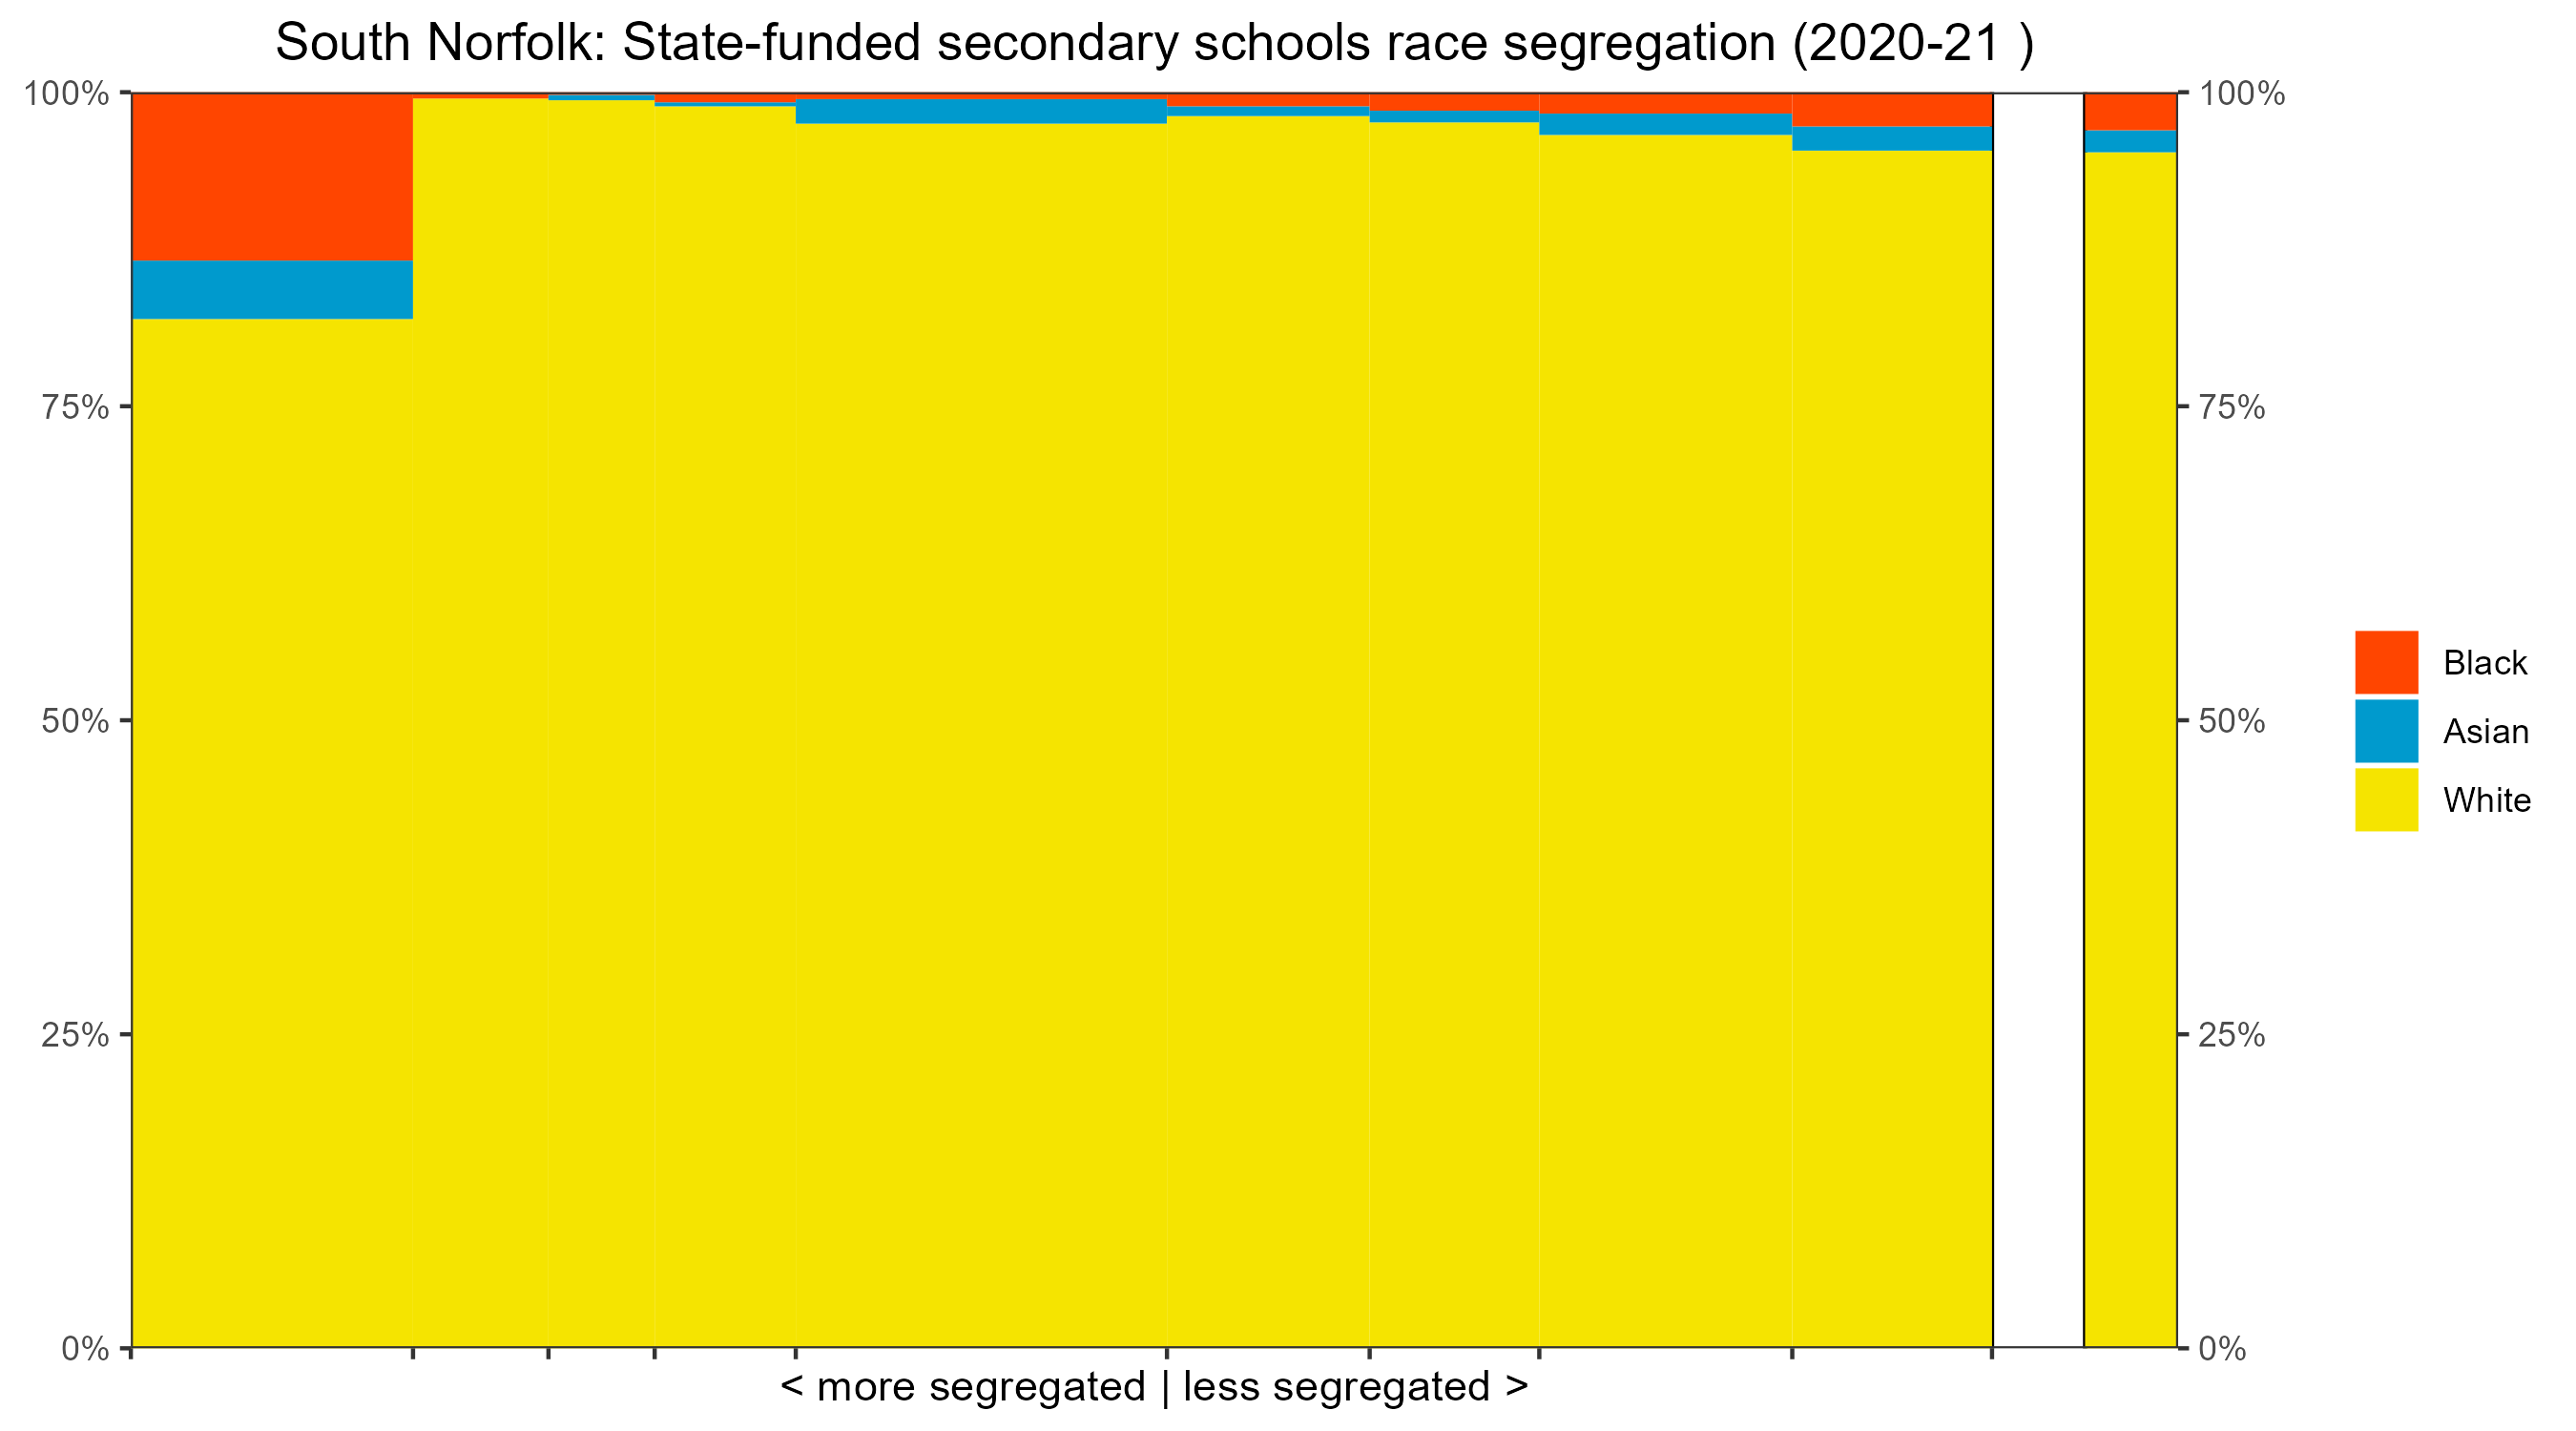 South Norfolk: State-funded secondary schools race segregation (2020-21 )
100%
75%
50%
25%
0%
100%
75%
50%
25%
0%
Black
Asian
White
< more segregated | less segregated >